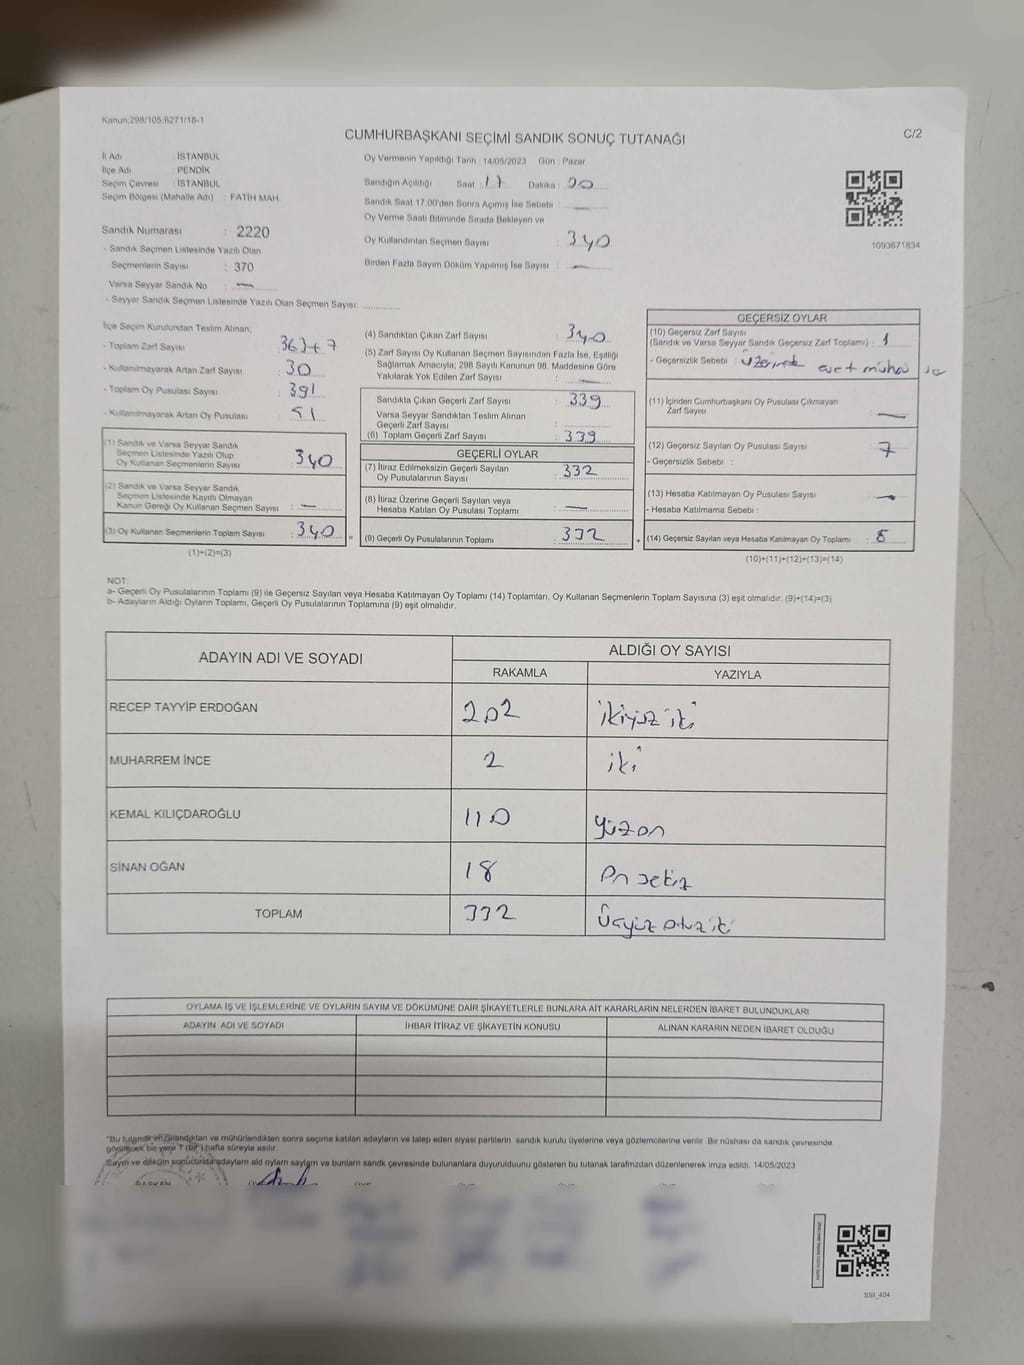 Kanun:298/105,6271/18-1
CUMHURBAŞKANI SEÇİMİ SANDIK SONUÇ TUTANAĞI
C/2
İl Adı : İSTANBUL
İlçe Adı : PENDİK
Seçim Çevresi : İSTANBUL
Seçim Bölgesi (Mahalle Adı) : FATİH MAH.
Sandık Numarası : 2220
- Sandık Seçmen Listesinde Yazılı Olan
Seçmenlerin Sayısı : 370
Varsa Seyyar Sandık No : —
- Seyyar Sandık Seçmen Listesinde Yazılı Olan Seçmen Sayısı:
Oy Vermenin Yapıldığı Tarih : 14/05/2023 Gün : Pazar
Sandığın Açıldığı Saat : 17 Dakika : 20
Sandık Saat 17.00'den Sonra Açımış İse Sebebi : —
Oy Verme Saati Bitiminde Sırada Bekleyen ve
Oy Kullandırılan Seçmen Sayısı : 340
Birden Fazla Sayım Döküm Yapılmış İse Sayısı : —
1093671834
İlçe Seçim Kurulundan Teslim Alınan;
- Toplam Zarf Sayısı 363+7
- Kullanılmayarak Artan Zarf Sayısı : 30
- Toplam Oy Pusulası Sayısı : 391
- Kullanılmayarak Artan Oy Pusulası : 51
(1) Sandık ve Varsa Seyyar Sandık
Seçmen Listesinde Yazılı Olup
Oy Kullanan Seçmenlerin Sayısı : 340
(2) Sandık ve Varsa Seyyar Sandık
Seçmen Listesinde Kayıtlı Olmayan
Kanun Gereği Oy Kullanan Seçmen Sayısı : —
(3) Oy Kullanan Seçmenlerin Toplam Sayısı : 340
(1)+(2)=(3)
=
(4) Sandıktan Çıkan Zarf Sayısı : 340
(5) Zarf Sayısı Oy Kullanan Seçmen Sayısından Fazla İse, Eşitliği
Sağlamak Amacıyla; 298 Sayılı Kanunun 98. Maddesine Göre
Yakılarak Yok Edilen Zarf Sayısı : —
Sandıkta Çıkan Geçerli Zarf Sayısı : 339
Varsa Seyyar Sandıktan Teslim Alınan
Geçerli Zarf Sayısı :
(6) Toplam Geçerli Zarf Sayısı : 339
GEÇERLİ OYLAR
(7) İtiraz Edilmeksizin Geçerli Sayılan
Oy Pusulalarının Sayısı : 332
(8) İtiraz Üzerine Geçerli Sayılan veya
Hesaba Katılan Oy Pusulası Toplamı : —
(9) Geçerli Oy Pusulalarının Toplamı : 332
+
GEÇERSİZ OYLAR
(10) Geçersiz Zarf Sayısı
(Sandık ve Varsa Seyyar Sandık Geçersiz Zarf Toplamı) : 1
- Geçersizlik Sebebi : üzerinde evet mührü
(11) İçinden Cumhurbaşkanı Oy Pusulası Çıkmayan
Zarf Sayısı : —
(12) Geçersiz Sayılan Oy Pusulası Sayısı : 7
- Geçersizlik Sebebi :
(13) Hesaba Katılmayan Oy Pusulası Sayısı : —
- Hesaba Katılmama Sebebi :
(14) Geçersiz Sayılan veya Hesaba Katılmayan Oy Toplamı : 8
(10)+(11)+(12)+(13)=(14)
NOT:
a- Geçerli Oy Pusulalarının Toplamı (9) ile Geçersiz Sayılan veya Hesaba Katılmayan Oy Toplamı (14) Toplamları, Oy Kullanan Seçmenlerin Toplam Sayısına (3) eşit olmalıdır. (9)+(14)=(3)
b- Adayların Aldığı Oyların Toplamı, Geçerli Oy Pusulalarının Toplamına (9) eşit olmalıdır.
ADAYIN ADI VE SOYADI
ALDIĞI OY SAYISI
RAKAMLA YAZIYLA
RECEP TAYYİP ERDOĞAN 202 ikiyüz iki
MUHARREM İNCE 2 iki
KEMAL KILIÇDAROĞLU 110 yüzon
SİNAN OĞAN 18 On sekiz
TOPLAM 332 Üçyüz otuz iki
OYLAMA İŞ VE İŞLEMLERİNE VE OYLARIN SAYIM VE DÖKÜMÜNE DAİR ŞİKAYETLERLE BUNLARA AİT KARARLARIN NELERDEN İBARET BULUNDUKLARI
ADAYIN ADI VE SOYADI İHBAR İTİRAZ VE ŞİKAYETİN KONUSU ALINAN KARARIN NEDEN İBARET OLDUĞU
*Bu tutanak imzalandıktan ve mühürlendikten sonra seçime katılan adayların ve talep eden siyasi partilerin sandık kurulu üyelerine veya gözlemcilerine verilir .Bir nüshası da sandık çevresinde
görülecek bir yere 1 (bir) hafta süreyle asılır.
Sayım ve döküm sonucunda adayların aldı oyların sayların ve bunların sandk çevresinde bulunanlara duyurulduunu gösteren bu tutanak tarafmzdan düzenlenerek imza edildi. 14/05/2023
SSI_404